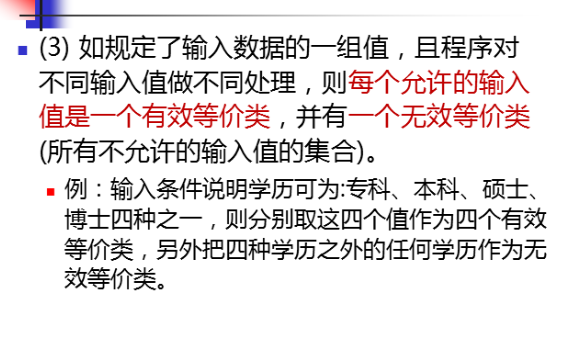 (3) 如规定了输入数据的一组值，且程序对
不同输入值做不同处理，则每个允许的输入
值是一个有效等价类，并有一个无效等价类
(所有不允许的输入值的集合)。
例：输入条件说明学历可为:专科、本科、硕士、
博士四种之一，则分别取这四个值作为四个有效
等价类，另外把四种学历之外的任何学历作为无
效等价类。